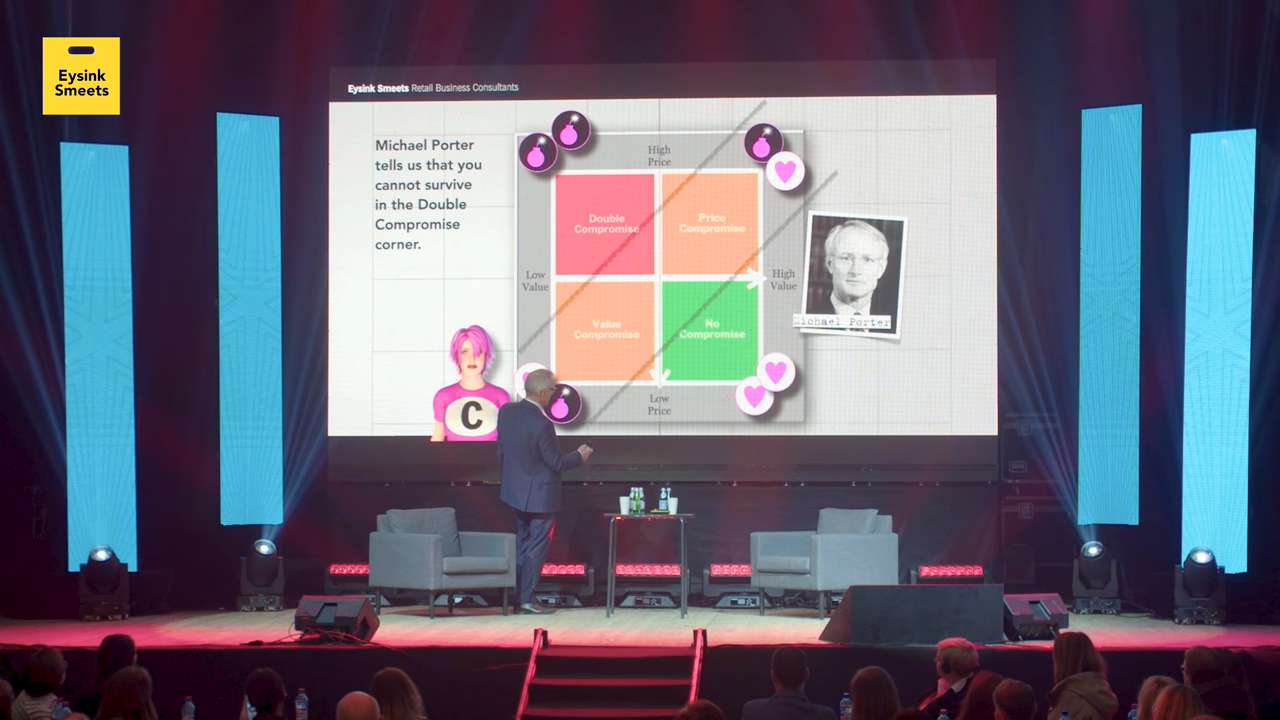 Eysink
Smeets
Eysink Smeets Retail Business Consultants
Michael Porter
tells us that you
cannot survive
in the Double
Compromise
corner.
High
Price
Double
Compromise
Price
Compromise
Low
Value
High
Value
Value
Compromise
No
Compromise
Low
Price
Michael Porter
C